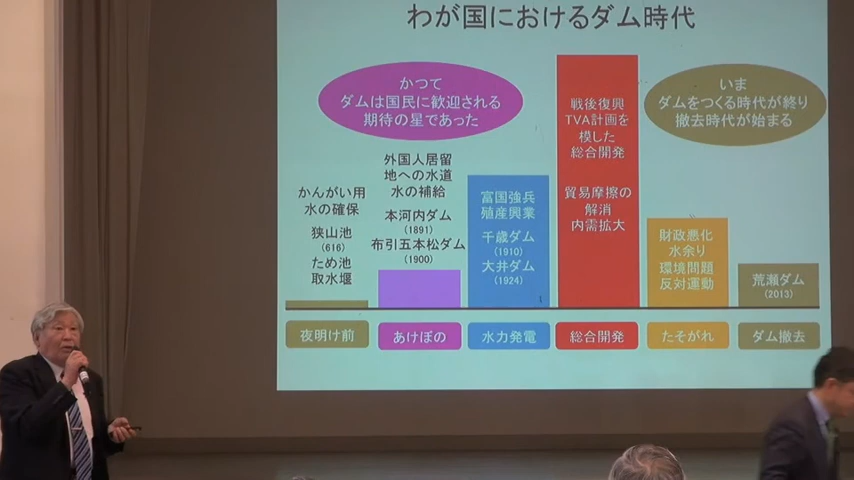 わが国におけるダム時代
かつて
ダムは国民に歓迎される
期待の星であった
いま
ダムをつくる時代が終り
撤去時代が始まる
かんがい用
水の確保
狭山池
(616)
ため池
取水堰
外国人居留
地への水道
水の補給
本河内ダム
(1891)
布引五本松ダム
(1900)
富国強兵
殖産興業
千歳ダム
(1910)
大井ダム
(1924)
戦後復興
TVA計画を
模した
総合開発
貿易摩擦の
解消
内需拡大
財政悪化
水余り
環境問題
反対運動
荒瀬ダム
(2013)
夜明け前
あけぼの
水力発電
総合開発
たそがれ
ダム撤去